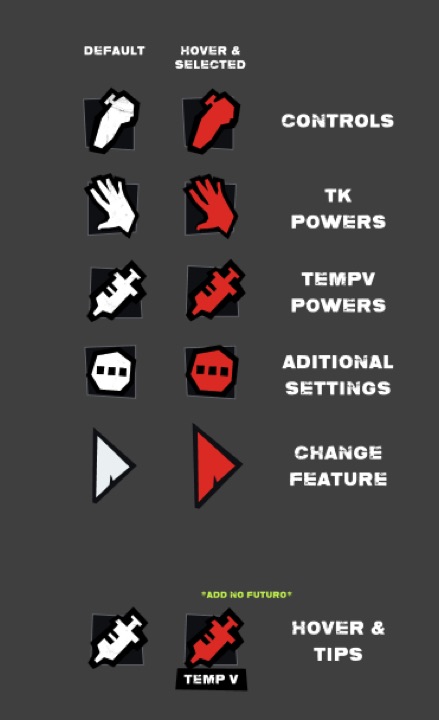 DEFAULT
HOVER &
SELECTED
CONTROLS
TK
POWERS
TEMPV
POWERS
ADITIONAL
SETTINGS
CHANGE
FEATURE
"ADD NO FUTURO"
HOVER &
TIPS
TEMP V